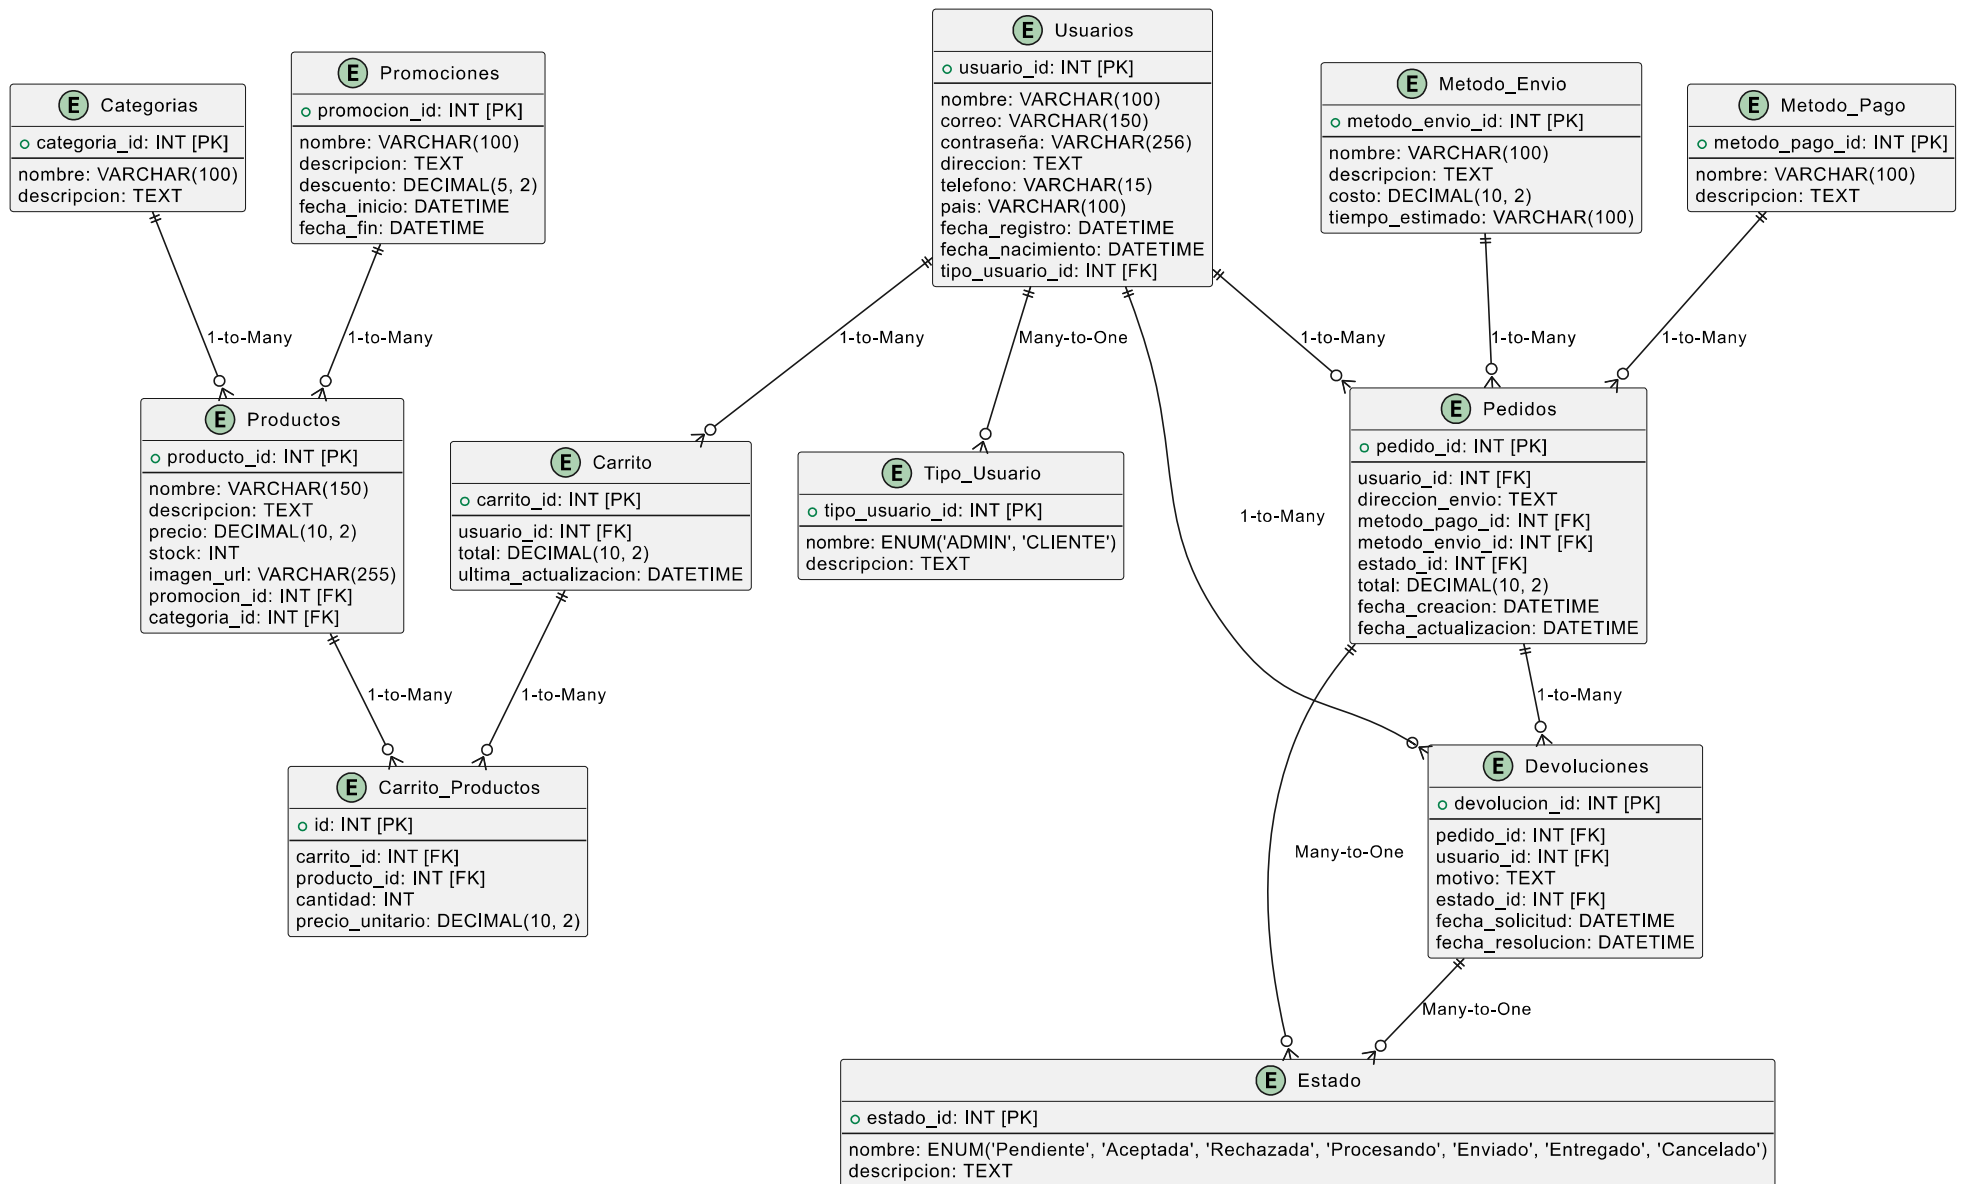 E Usuarios
usuario_id: INT [PK]
nombre: VARCHAR(100)
correo: VARCHAR(150)
contraseña: VARCHAR(256)
direccion: TEXT
telefono: VARCHAR(15)
pais: VARCHAR(100)
fecha_registro: DATETIME
fecha_nacimiento: DATETIME
tipo_usuario_id: INT [FK]
E Promociones
promocion_id: INT [PK]
nombre: VARCHAR(100)
descripcion: TEXT
descuento: DECIMAL(5, 2)
fecha_inicio: DATETIME
fecha_fin: DATETIME
E Categorias
categoria_id: INT [PK]
nombre: VARCHAR(100)
descripcion: TEXT
E Metodo_Envio
metodo_envio_id: INT [PK]
nombre: VARCHAR(100)
descripcion: TEXT
costo: DECIMAL(10, 2)
tiempo_estimado: VARCHAR(100)
E Metodo_Pago
metodo_pago_id: INT [PK]
nombre: VARCHAR(100)
descripcion: TEXT
1-to-Many
1-to-Many
1-to-Many
Many-to-One
1-to-Many
1-to-Many
1-to-Many
E Productos
producto_id: INT [PK]
nombre: VARCHAR(150)
descripcion: TEXT
precio: DECIMAL(10, 2)
stock: INT
imagen_url: VARCHAR(255)
promocion_id: INT [FK]
categoria_id: INT [FK]
E Carrito
carrito_id: INT [PK]
usuario_id: INT [FK]
total: DECIMAL(10, 2)
ultima_actualizacion: DATETIME
E Tipo_Usuario
tipo_usuario_id: INT [PK]
nombre: ENUM('ADMIN', 'CLIENTE')
descripcion: TEXT
1-to-Many
E Pedidos
pedido_id: INT [PK]
usuario_id: INT [FK]
direccion_envio: TEXT
metodo_pago_id: INT [FK]
metodo_envio_id: INT [FK]
estado_id: INT [FK]
total: DECIMAL(10, 2)
fecha_creacion: DATETIME
fecha_actualizacion: DATETIME
1-to-Many
1-to-Many
1-to-Many
E Carrito_Productos
id: INT [PK]
carrito_id: INT [FK]
producto_id: INT [FK]
cantidad: INT
precio_unitario: DECIMAL(10, 2)
Many-to-One
E Devoluciones
devolucion_id: INT [PK]
pedido_id: INT [FK]
usuario_id: INT [FK]
motivo: TEXT
estado_id: INT [FK]
fecha_solicitud: DATETIME
fecha_resolucion: DATETIME
Many-to-One
E Estado
estado_id: INT [PK]
nombre: ENUM('Pendiente', 'Aceptada', 'Rechazada', 'Procesando', 'Enviado', 'Entregado', 'Cancelado')
descripcion: TEXT